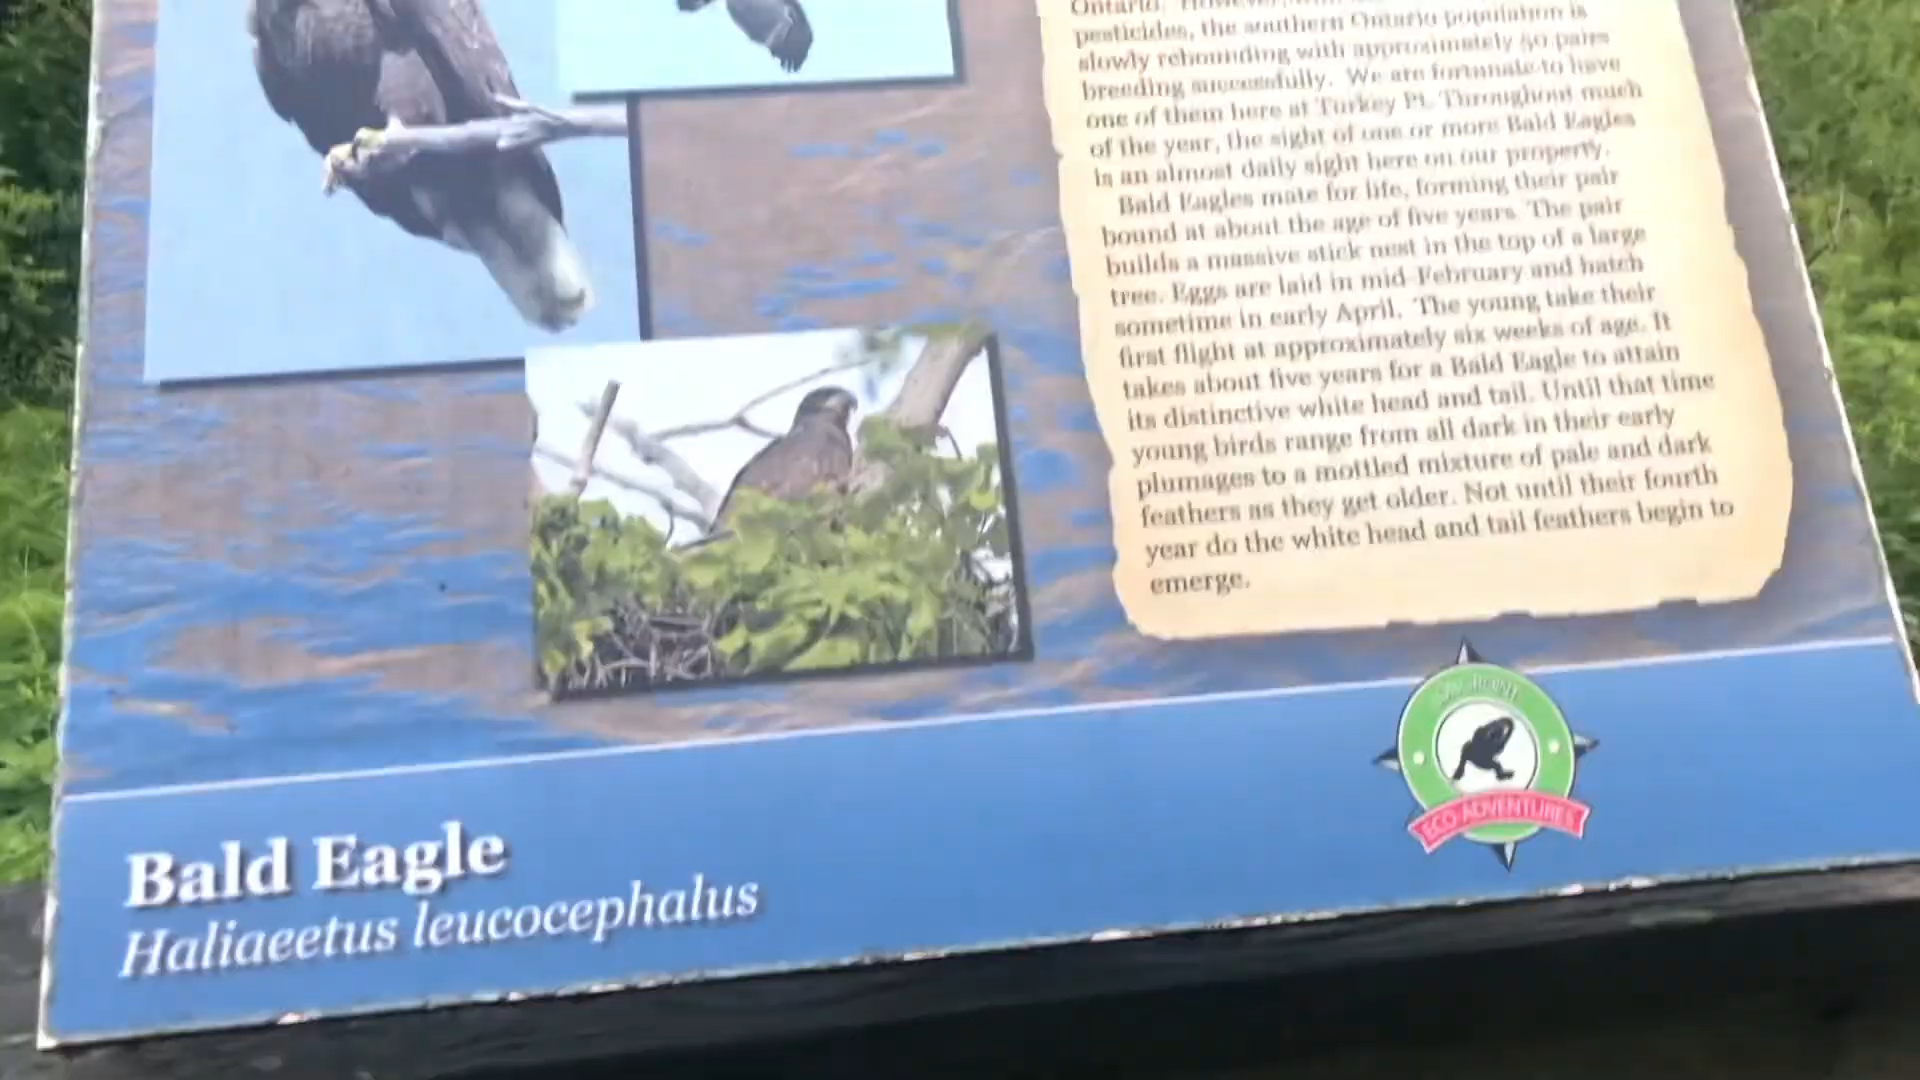 Ontario. However,
pesticides, the southern Ontario population is
slowly rebounding with approximately 50 pairs
breeding successfully. We are fortunate to have
one of them here at Turkey Pt. Throughout much
of the year, the sight of one or more Bald Eagles
is an almost daily sight here on our property.
Bald Eagles mate for life, forming their pair
bound at about the age of five years. The pair
builds a massive stick nest in the top of a large
tree. Eggs are laid in mid-February and hatch
sometime in early April. The young take their
first flight at approximately six weeks of age. It
takes about five years for a Bald Eagle to attain
its distinctive white head and tail. Until that time
young birds range from all dark in their early
plumages to a mottled mixture of pale and dark
feathers as they get older. Not until their fourth
year do the white head and tail feathers begin to
emerge.
ECO-ADVENTURES
Bald Eagle
Haliaeetus leucocephalus